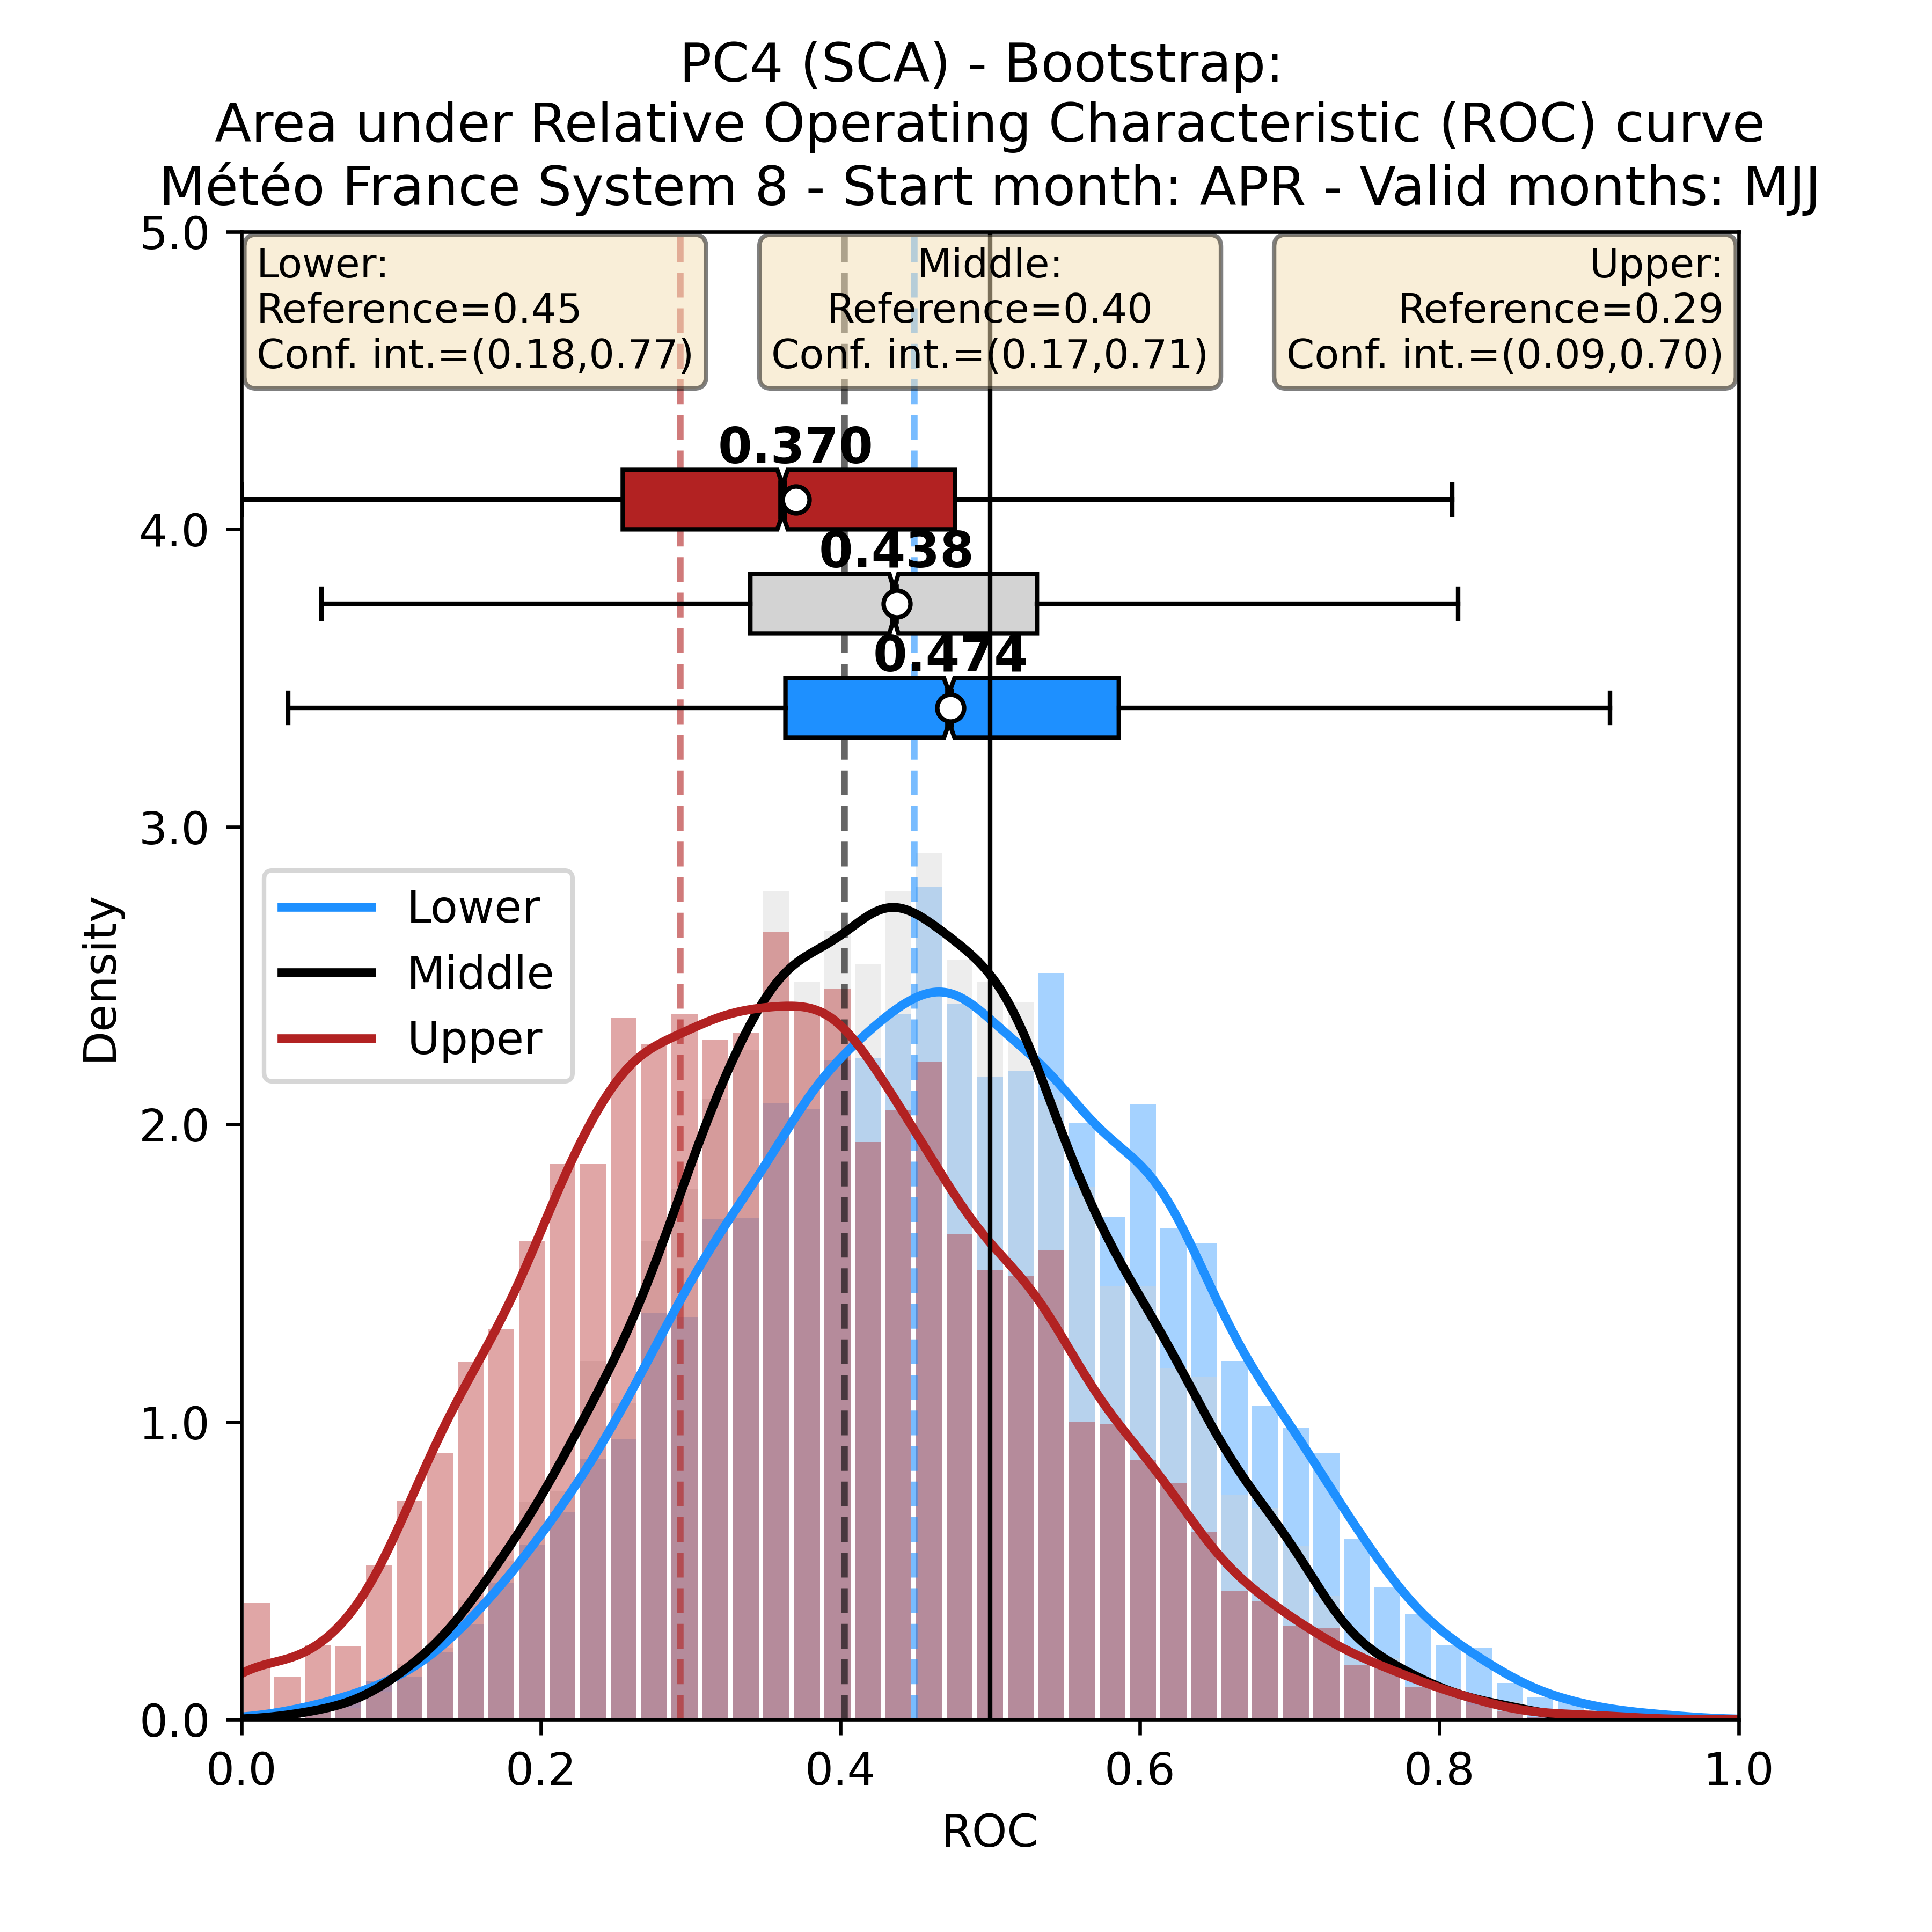 PC4 (SCA) - Bootstrap:
Area under Relative Operating Characteristic (ROC) curve
Météo France System 8 - Start month: APR - Valid months: MJJ
5.0
Lower:
Reference=0.45
Conf. int.=(0.18,0.77)
Middle:
Reference=0.40
Conf. int.=(0.17,0.71)
Upper:
Reference=0.29
Conf. int.=(0.09,0.70)
0.370
4.0
0.438
0.474
3.0
Lower
Middle
Upper
Density
2.0
1.0
0.0
0.0 0.2 0.4 0.6 0.8 1.0
ROC